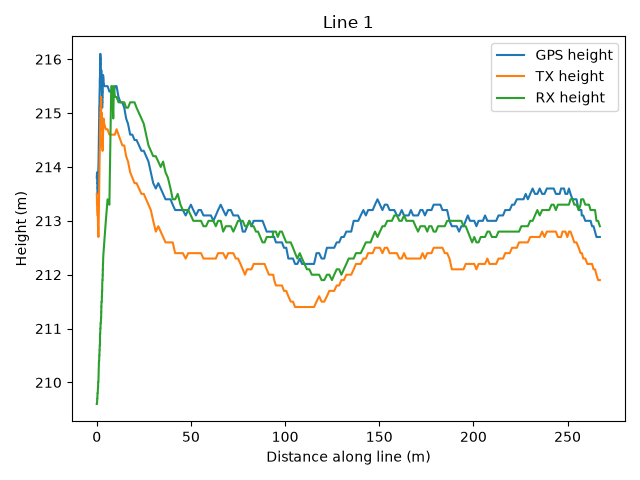 Line 1
GPS height
TX height
RX height
Height (m)
216
215
214
213
212
211
210
0 50 100 150 200 250
Distance along line (m)